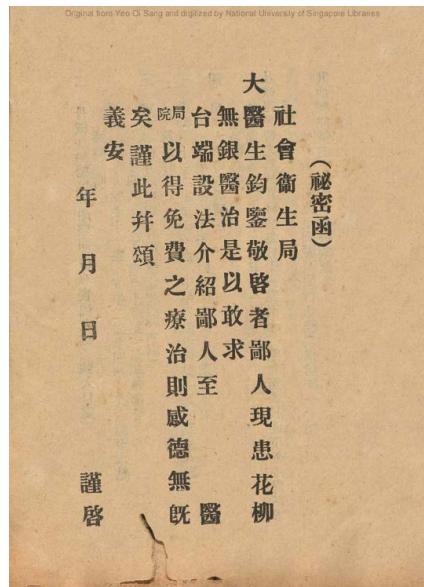 Original from Yeo Oi Sang and digitized by National University of Singapore Libraries
（祕密函）
社會衞生局
大醫生鈞鑒敬啓者鄙人現患花柳
無銀醫治是以敢求
台端設法介紹鄙人至　醫
局院以得免費之療治則感德無旣
矣謹此幷頌
義安
年　月　日　謹啓